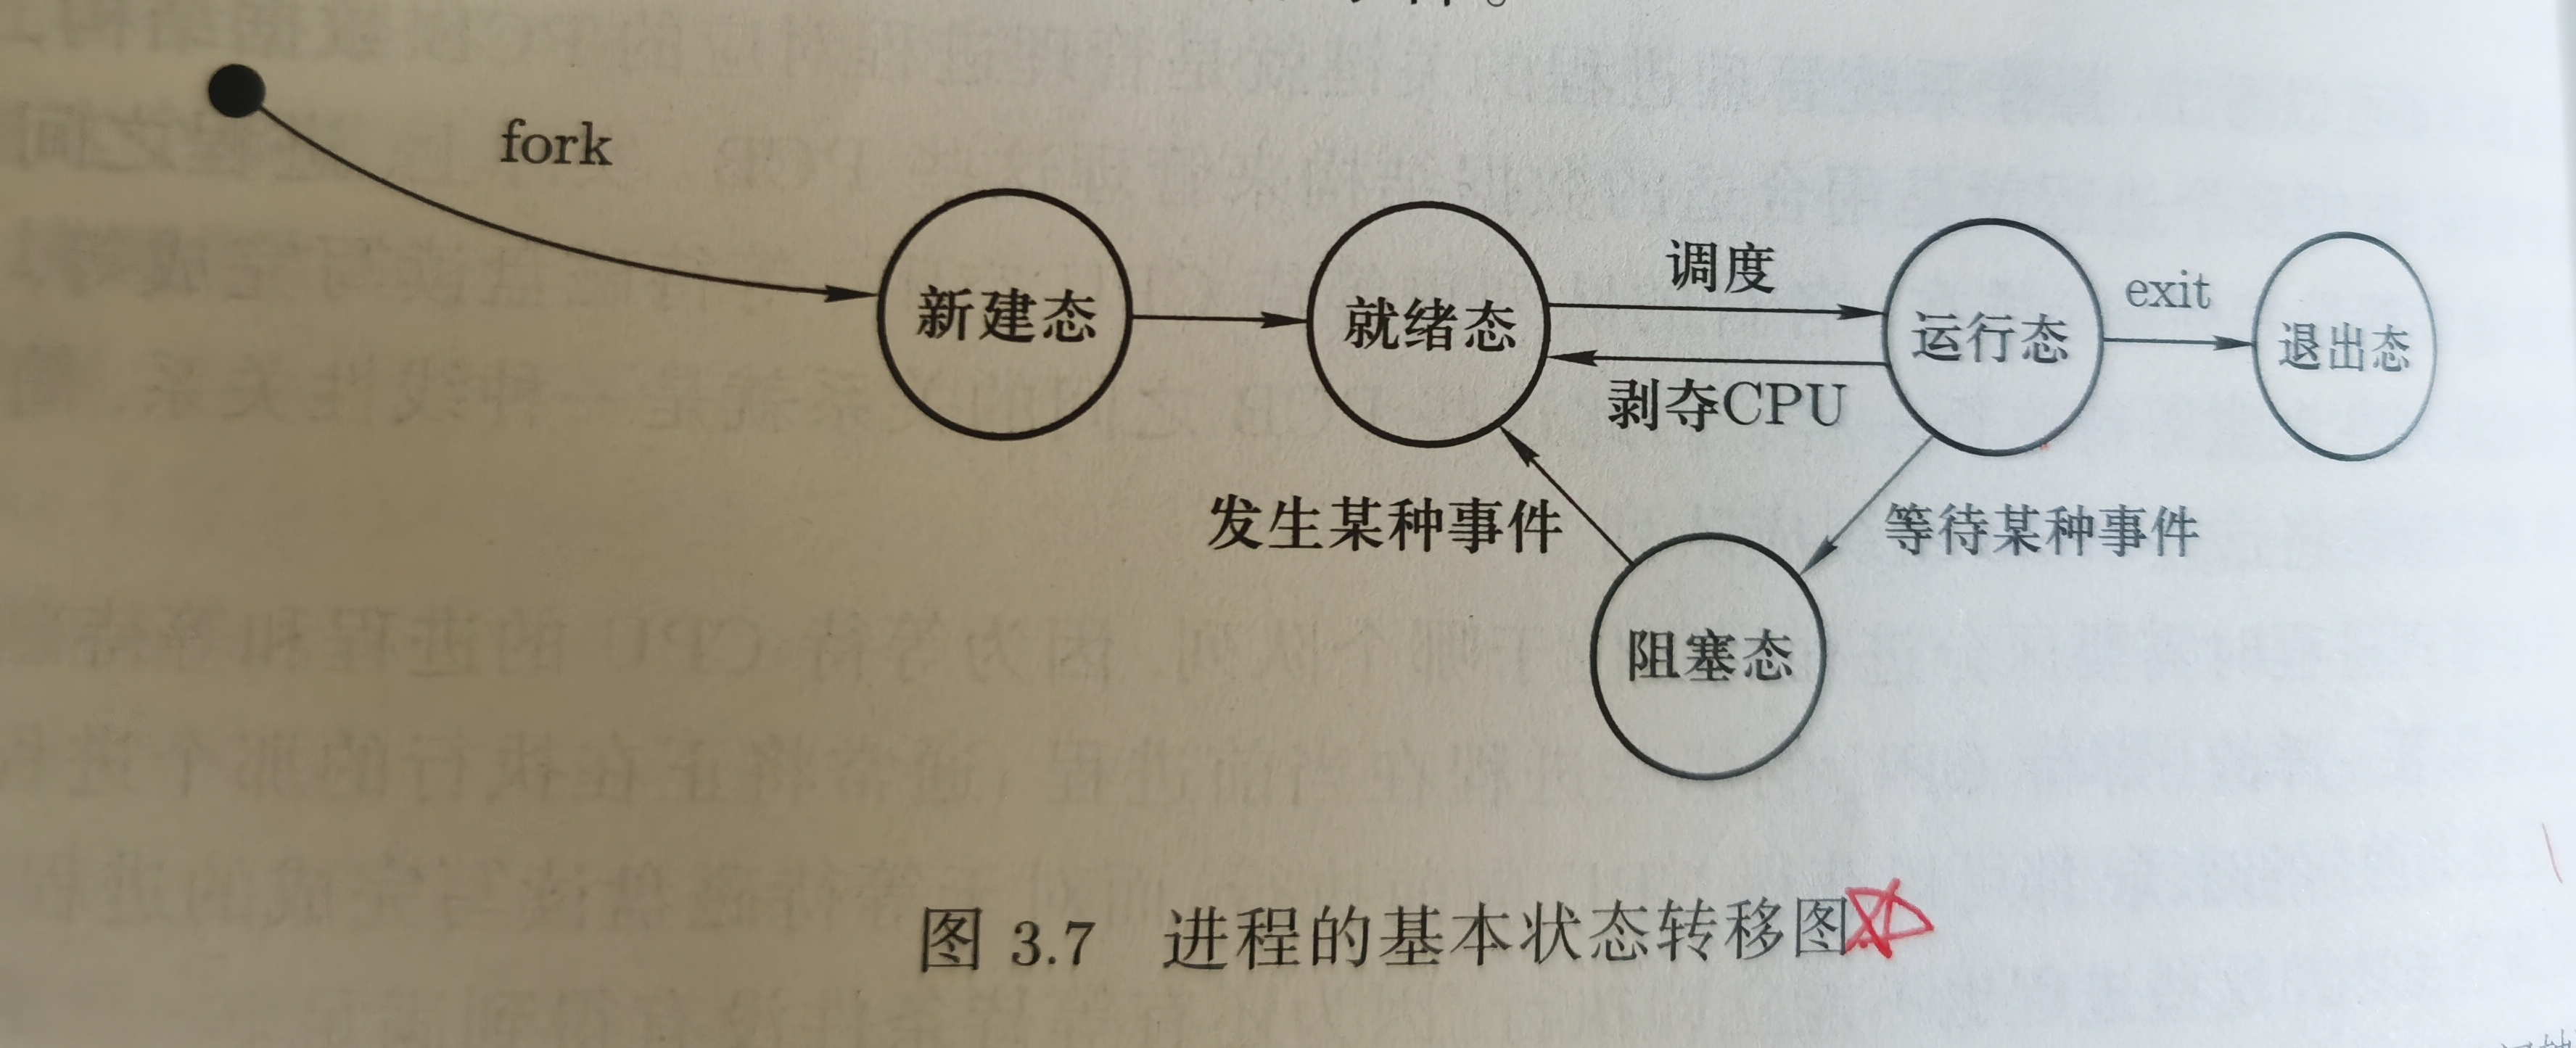 fork
新建态
就绪态
调度
剥夺CPU
运行态
exit
退出态
发生某种事件
等待某种事件
阻塞态
图 3.7 进程的基本状态转移图